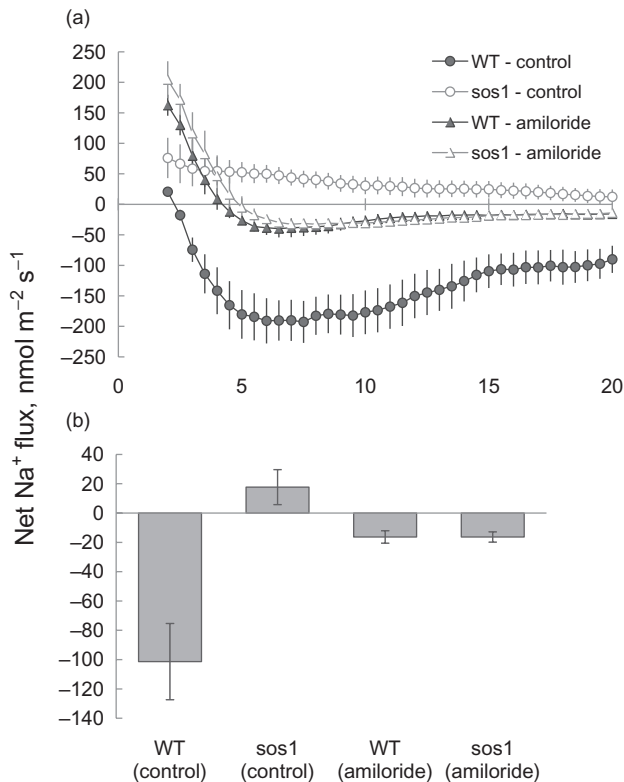 (a)
250
200
150
100
50
0
–50
–100
–150
–200
–250
0 5 10 15 20
WT - control
sos1 - control
WT - amiloride
sos1 - amiloride
Net Na⁺ flux, nmol m⁻² s⁻¹
(b)
40
20
0
–20
–40
–60
–80
–100
–120
–140
WT sos1 WT sos1
(control) (control) (amiloride) (amiloride)